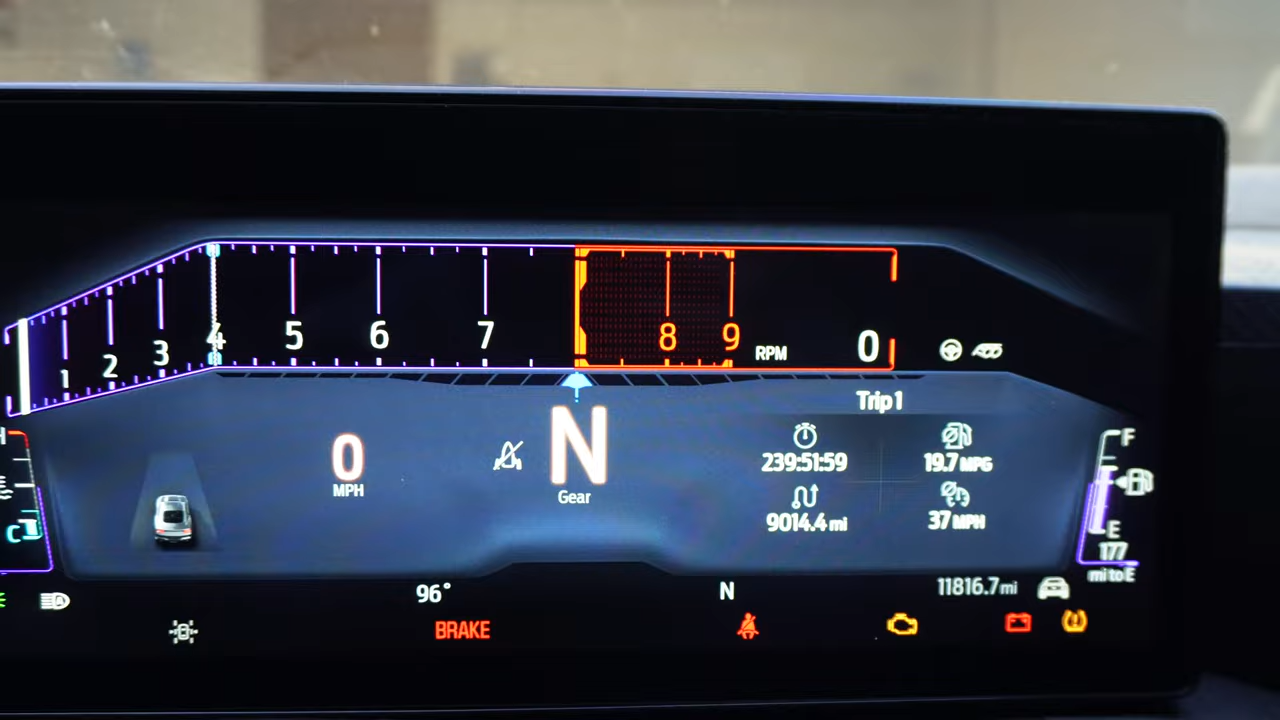 1 2 3 4 5 6 7 8 9 RPM 0
Trip 1
0
MPH
N
Gear
239:51:59
19.7 MPG
9014.4 mi
37 MPH
H
C
F
E
177
mi to E
96°
N
11816.7 mi
BRAKE